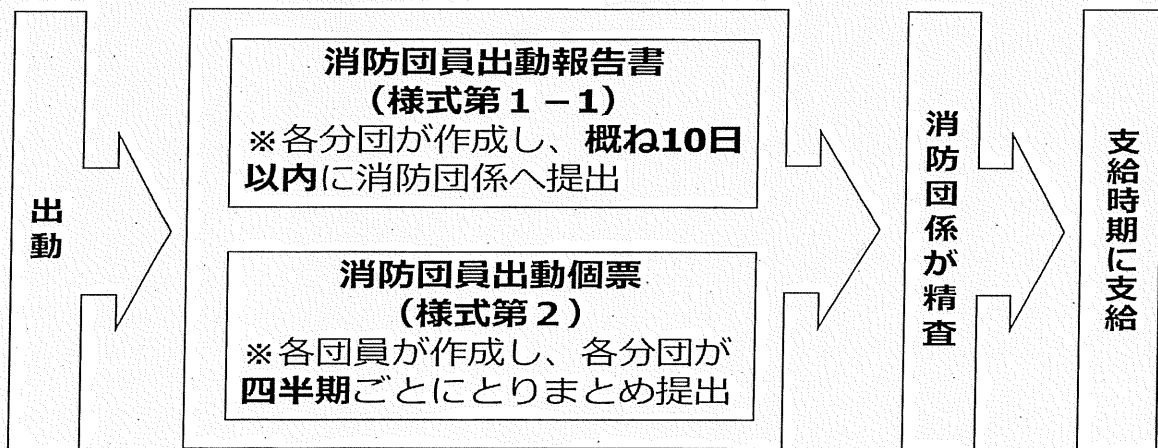 出動
消防団員出動報告書
（様式第１－１）
※各分団が作成し、概ね10日
以内に消防団係へ提出
消防団員出動個票
（様式第２）
※各団員が作成し、各分団が
四半期ごとにとりまとめ提出
消防団係が精査
支給時期に支給